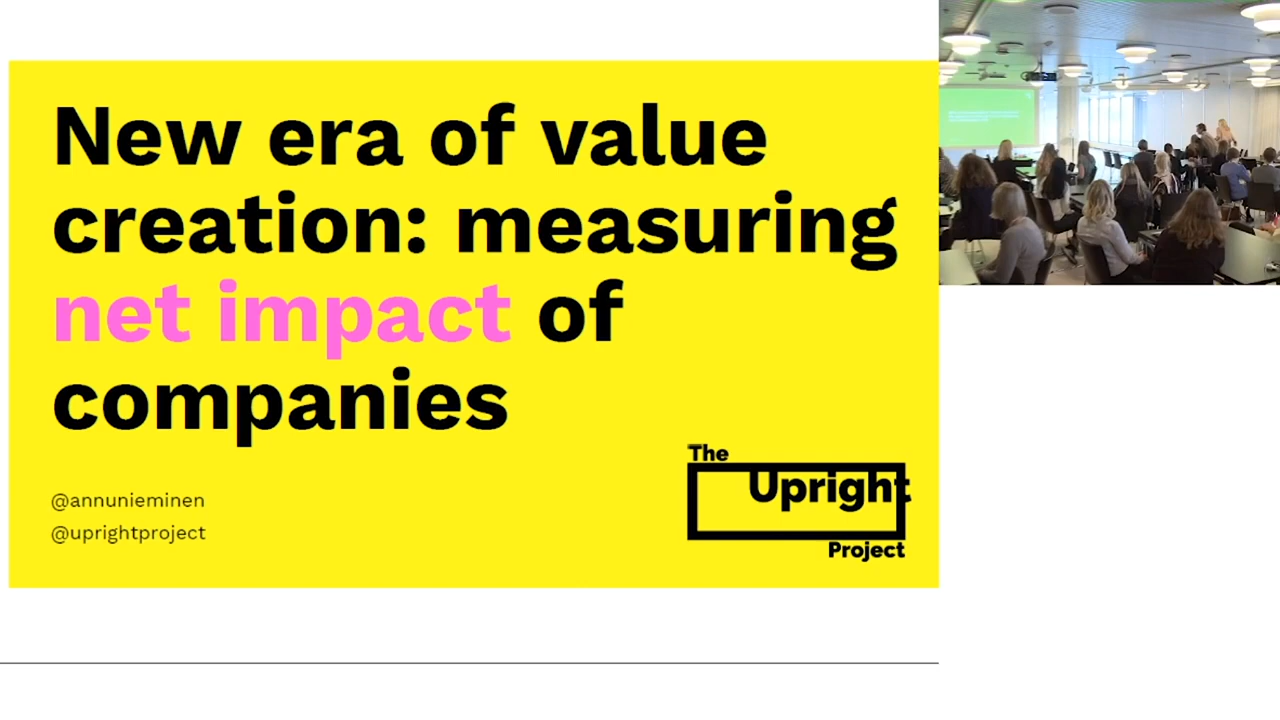 New era of value
creation: measuring
net impact of
companies
@annunieminen
@uprightproject
The
Upright
Project